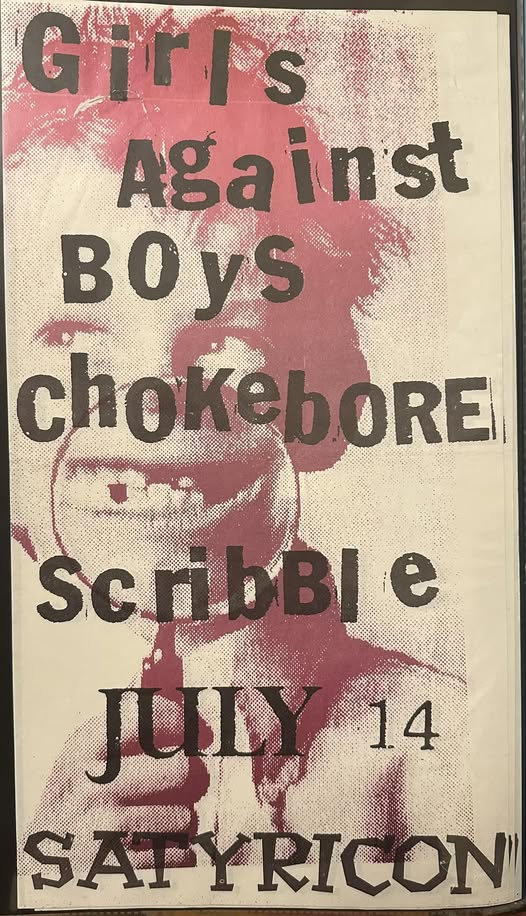 Girls
Against
BOyS
chOKebORE
scribBle
JULY 14
SATYRICON"